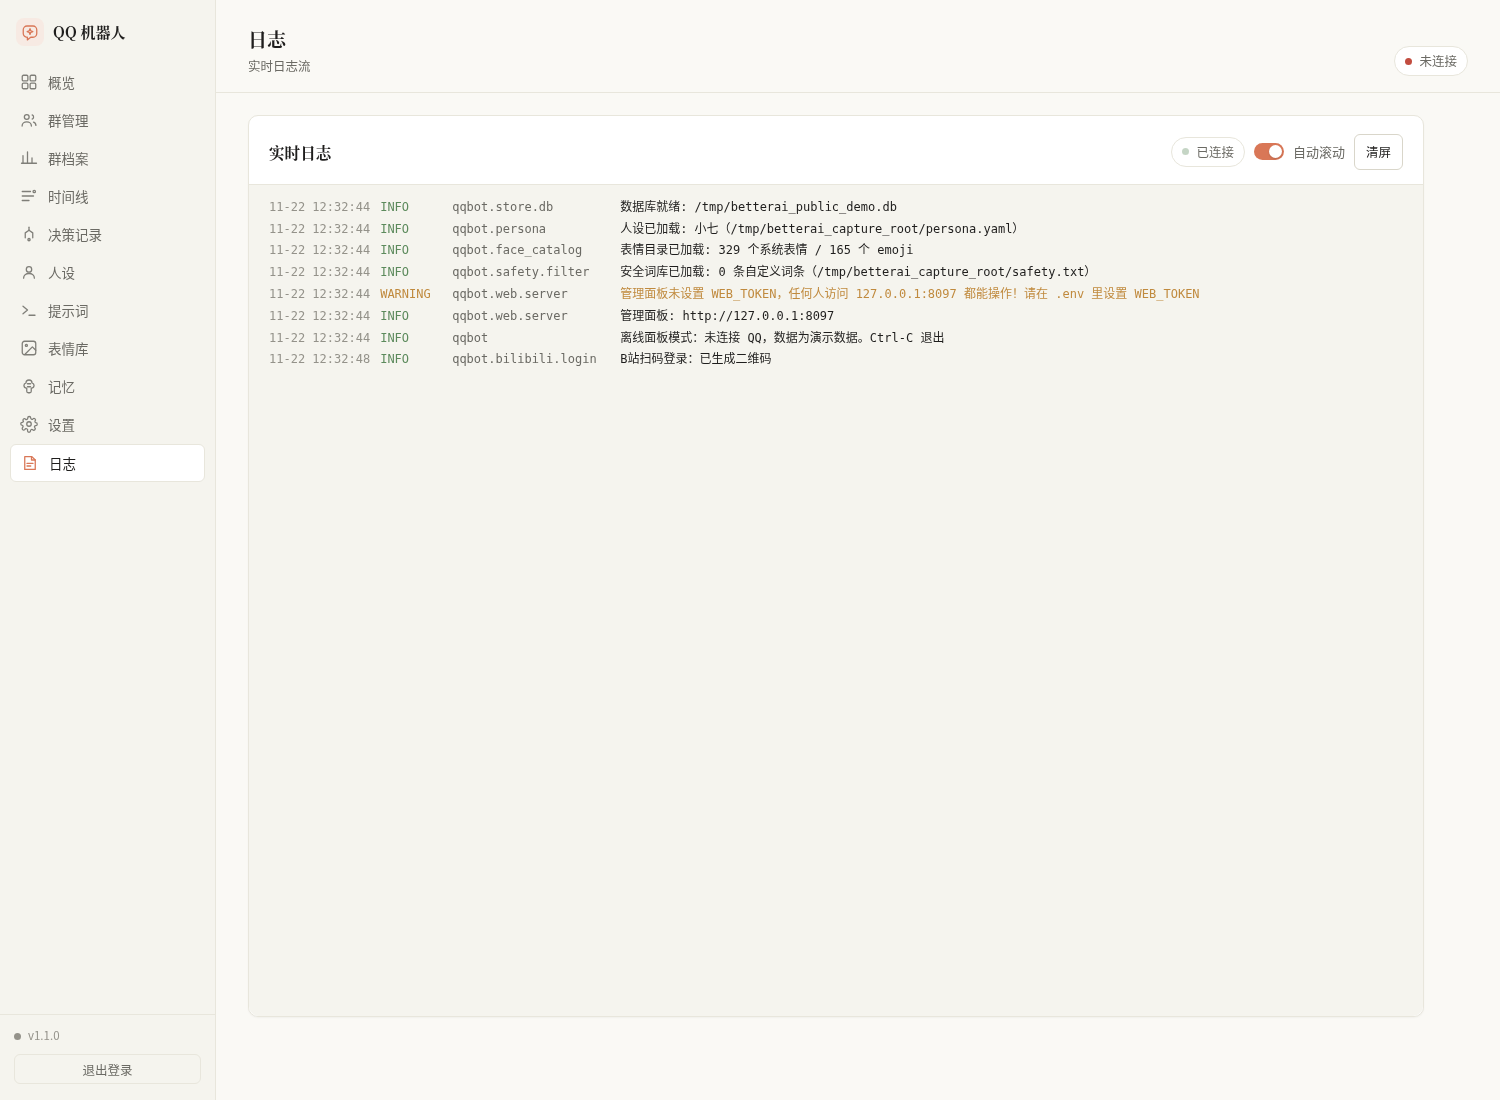 QQ 机器人
概览
群管理
群档案
时间线
决策记录
人设
提示词
表情库
记忆
设置
日志
v1.1.0
退出登录
日志
实时日志流
未连接
实时日志
已连接
自动滚动
清屏
11-22 12:32:44 INFO qqbot.store.db 数据库就绪: /tmp/betterai_public_demo.db
11-22 12:32:44 INFO qqbot.persona 人设已加载: 小七（/tmp/betterai_capture_root/persona.yaml）
11-22 12:32:44 INFO qqbot.face_catalog 表情目录已加载: 329 个系统表情 / 165 个 emoji
11-22 12:32:44 INFO qqbot.safety.filter 安全词库已加载: 0 条自定义词条（/tmp/betterai_capture_root/safety.txt）
11-22 12:32:44 WARNING qqbot.web.server 管理面板未设置 WEB_TOKEN，任何人访问 127.0.0.1:8097 都能操作！请在 .env 里设置 WEB_TOKEN
11-22 12:32:44 INFO qqbot.web.server 管理面板: http://127.0.0.1:8097
11-22 12:32:44 INFO qqbot 离线面板模式：未连接 QQ，数据为演示数据。Ctrl-C 退出
11-22 12:32:48 INFO qqbot.bilibili.login B站扫码登录：已生成二维码